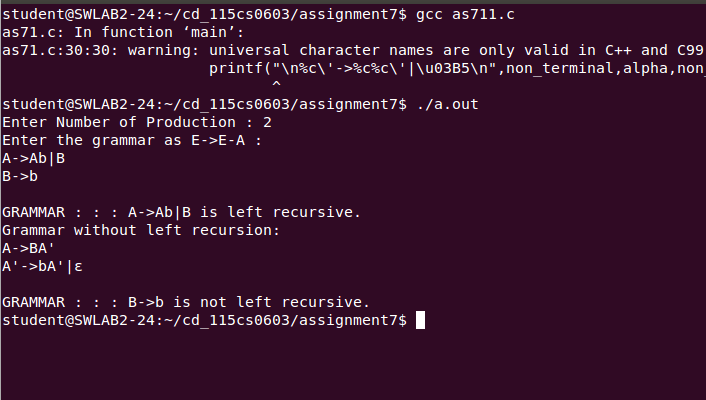 student@SWLAB2-24:~/cd_115cs0603/assignment7$ gcc as711.c
as71.c: In function ‘main’:
as71.c:30:30: warning: universal character names are only valid in C++ and C99
printf("\n%c\'->%c%c\'|\u03B5\n",non_terminal,alpha,non_
^
student@SWLAB2-24:~/cd_115cs0603/assignment7$ ./a.out
Enter Number of Production : 2
Enter the grammar as E->E-A :
A->Ab|B
B->b
GRAMMAR : : : A->Ab|B is left recursive.
Grammar without left recursion:
A->BA'
A'->bA'|ε
GRAMMAR : : : B->b is not left recursive.
student@SWLAB2-24:~/cd_115cs0603/assignment7$